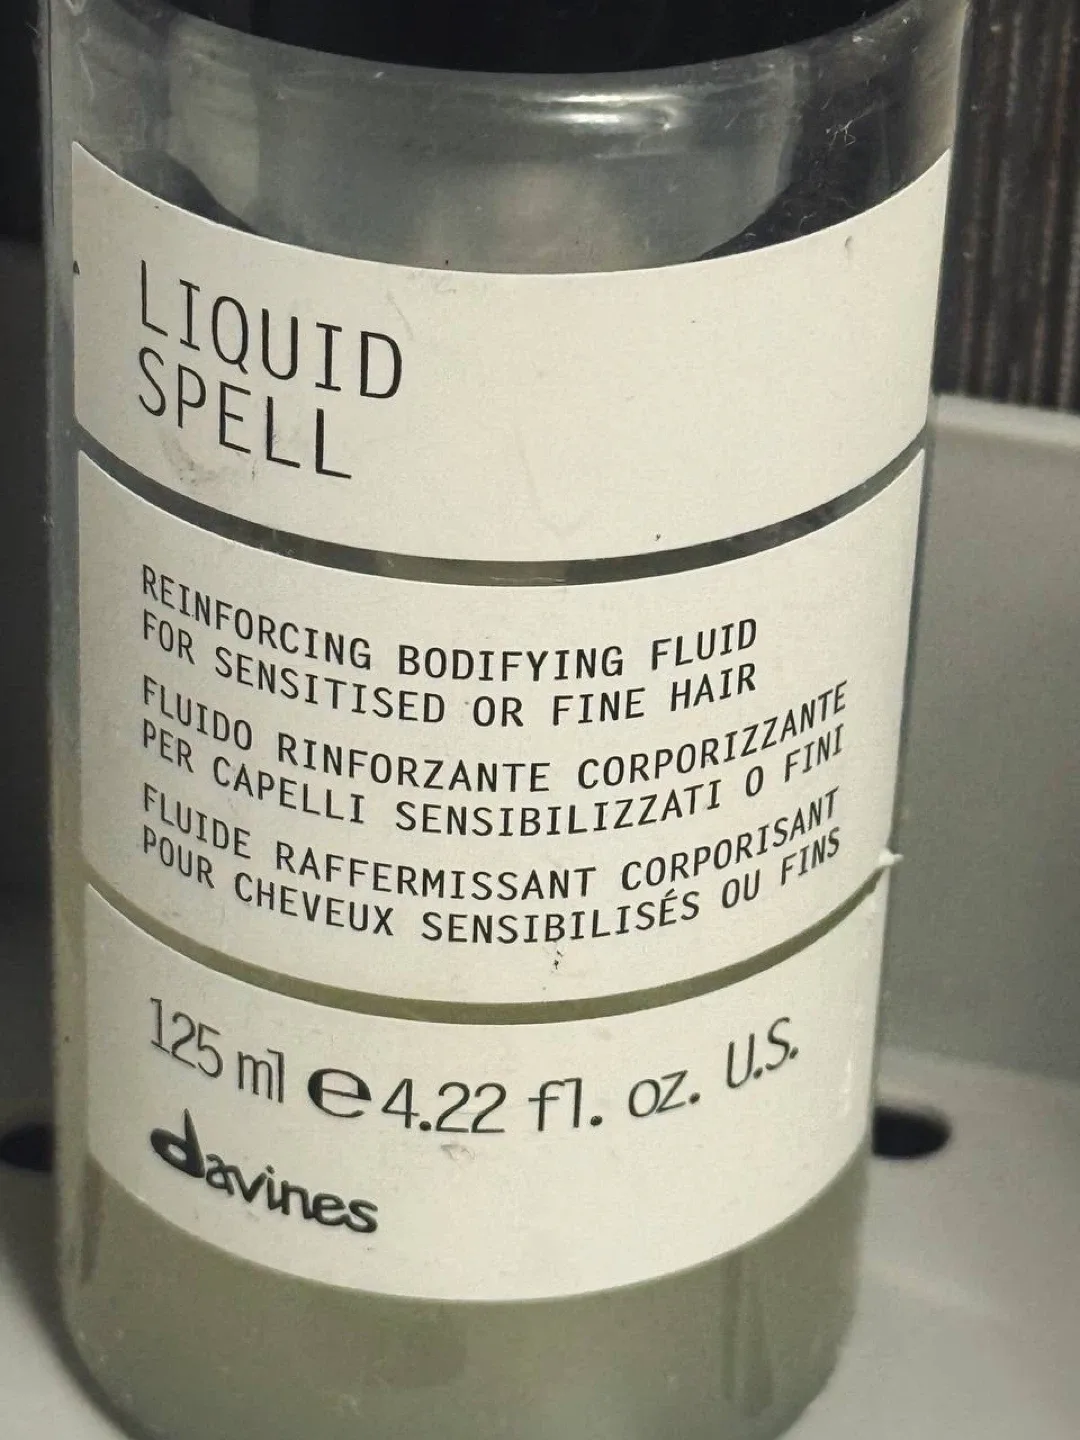 LIQUID
SPELL
REINFORCING BODIFYING FLUID
FOR SENSITISED OR FINE HAIR
FLUIDO RINFORZANTE CORPORIZZANTE
PER CAPELLI SENSIBILIZZATI O FINI
FLUIDE RAFFERMISSANT CORPORISANT
POUR CHEVEUX SENSIBILISÉS OU FINS
125 ml e 4.22 fl. oz. U.S.
davines